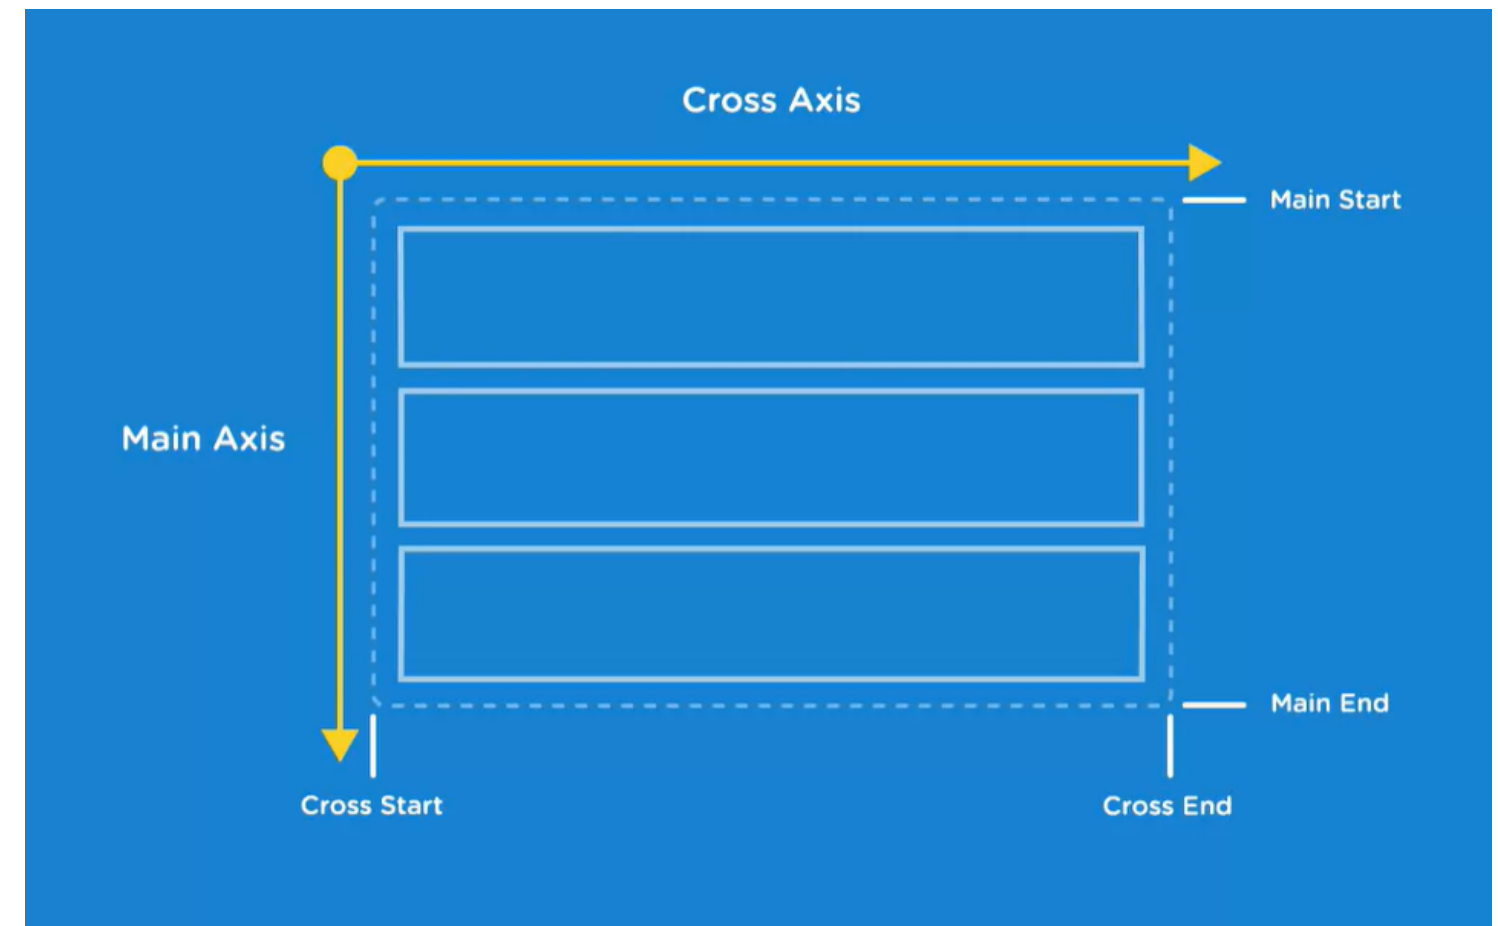 Cross Axis
Main Start
Main Axis
Main End
Cross Start
Cross End